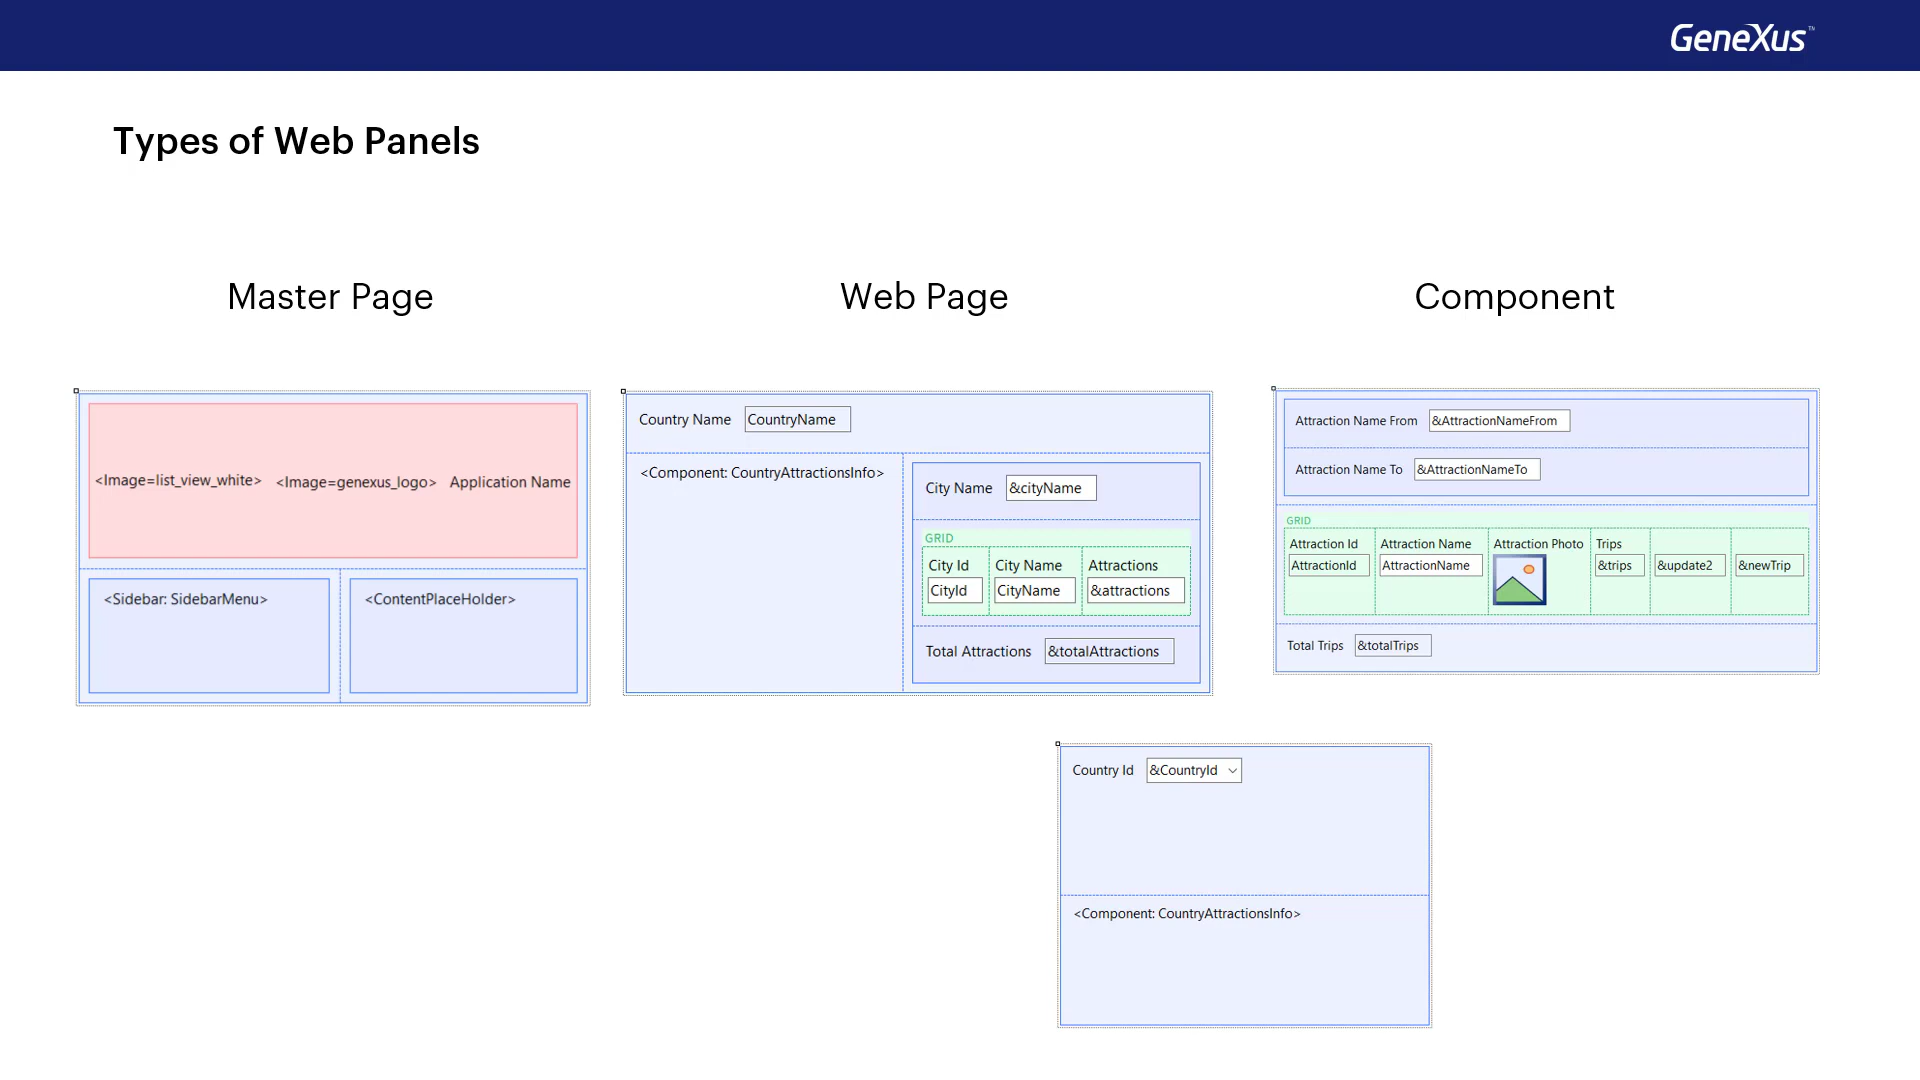 GeneXus™
Types of Web Panels
Master Page
Web Page
Component
<Image=list_view_white> <Image=genexus_logo> Application Name
<Sidebar: SidebarMenu>
<ContentPlaceHolder>
Country Name CountryName
<Component: CountryAttractionsInfo>
City Name &cityName
GRID
City Id City Name Attractions
CityId CityName &attractions
Total Attractions &totalAttractions
Attraction Name From &AttractionNameFrom
Attraction Name To &AttractionNameTo
GRID
Attraction Id Attraction Name Attraction Photo Trips
AttractionId AttractionName &trips &update2 &newTrip
Total Trips &totalTrips
Country Id &CountryId
<Component: CountryAttractionsInfo>